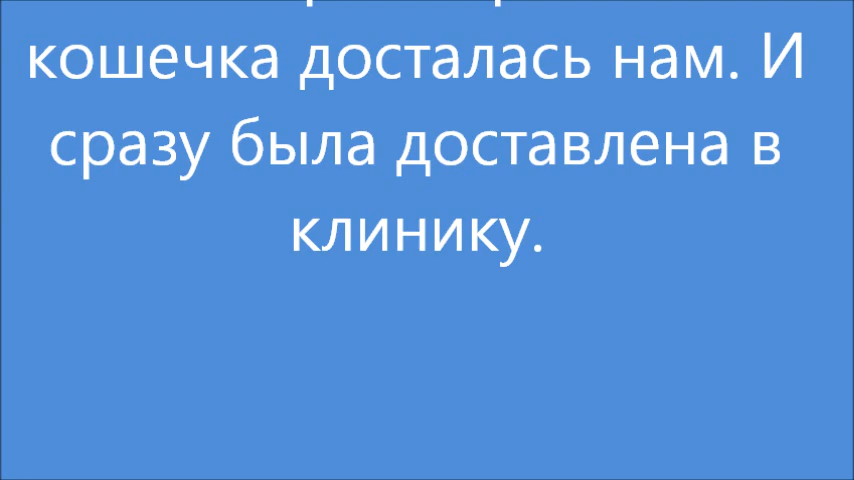 кошечка досталась нам. И
сразу была доставлена в
клинику.